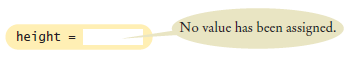 height =
No value has been assigned.